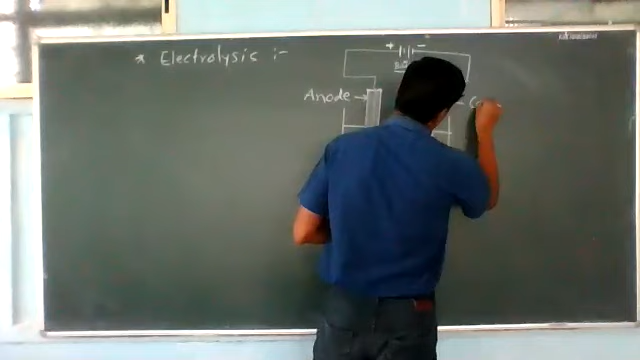 * Electrolysis :-
+ -
Anode →